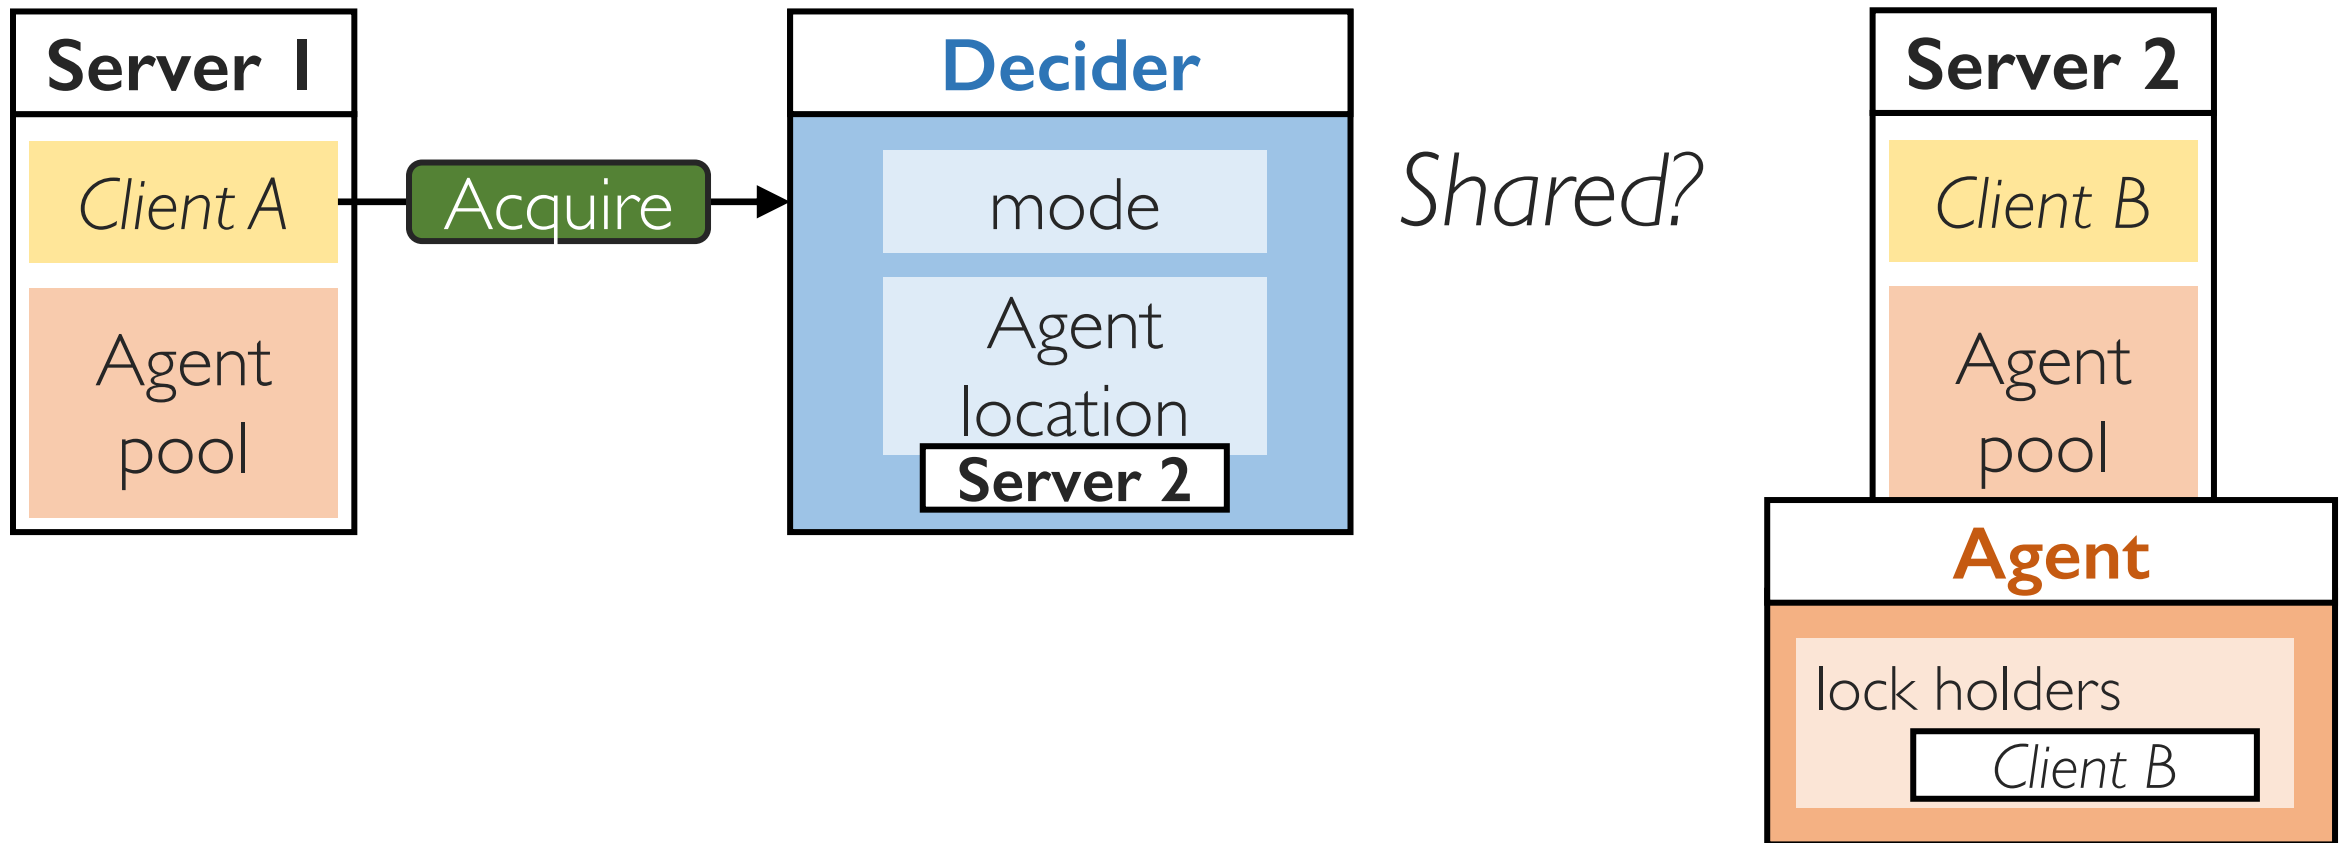 Server 1
Client A
Agent
pool
Acquire
Decider
mode
Agent
location
Server 2
Shared?
Server 2
Client B
Agent
pool
Agent
lock holders
Client B